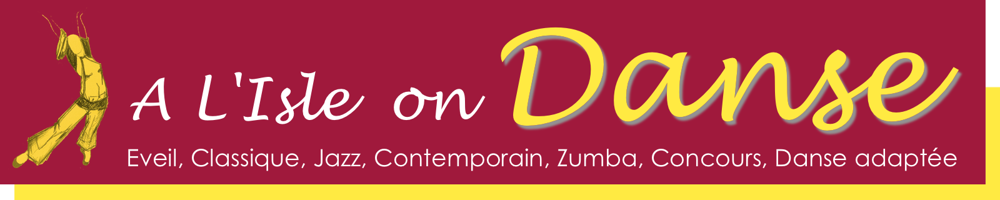 A L'Isle on Danse
Eveil, Classique, Jazz, Contemporain, Zumba, Concours, Danse adaptée